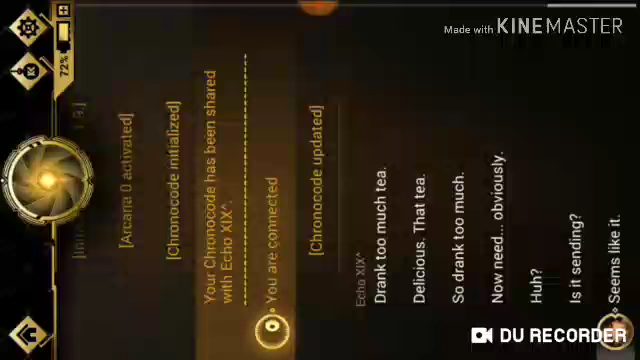 Made with KINEMASTER
72%
[Arcana 0 activated]
[Chronocode initialized]
Your Chronocode has been shared
with Echo XIX^.
You are connected
[Chronocode updated]
Echo XIX^
Drank too much tea.
Delicious. That tea.
So drank too much.
Now need... obviously.
Huh?
Is it sending?
Seems like it.
DU RECORDER